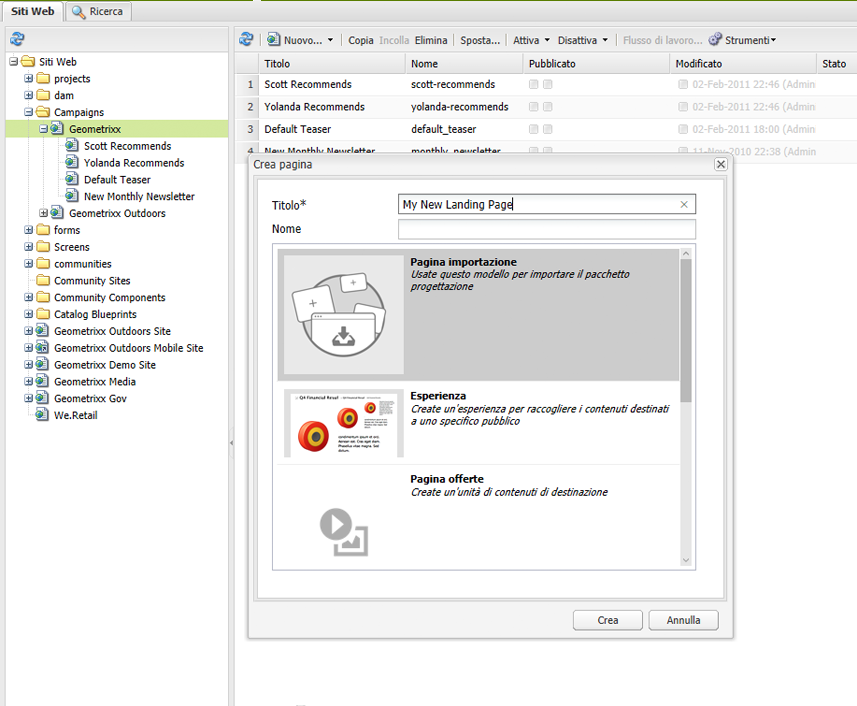 Siti Web
Ricerca
Nuovo...
Copia
Incolla
Elimina
Sposta...
Attiva
Disattiva
Flusso di lavoro...
Strumenti
Siti Web
projects
dam
Campaigns
Geometrixx
Scott Recommends
Yolanda Recommends
Default Teaser
New Monthly Newsletter
Geometrixx Outdoors
forms
Screens
communities
Community Sites
Community Components
Catalog Blueprints
Geometrixx Outdoors Site
Geometrixx Outdoors Mobile Site
Geometrixx Demo Site
Geometrixx Media
Geometrixx Gov
We.Retail
Titolo Nome Pubblicato Modificato Stato
1 Scott Recommends scott-recommends 02-Feb-2011 22:46 (Admin
2 Yolanda Recommends yolanda-recommends 02-Feb-2011 22:46 (Admin
3 Default Teaser default_teaser 02-Feb-2011 18:00 (Admin
4 New Monthly Newsletter monthly_newsletter 11-Nov-2010 22:38 (Admin
Crea pagina
Titolo* My New Landing Page
Nome
Pagina importazione
Usate questo modello per importare il pacchetto
progettazione
Q4 Financial Result
Esperienza
Create un'esperienza per raccogliere i contenuti destinati
a uno specifico pubblico
Pagina offerte
Create un'unità di contenuti di destinazione
Crea
Annulla